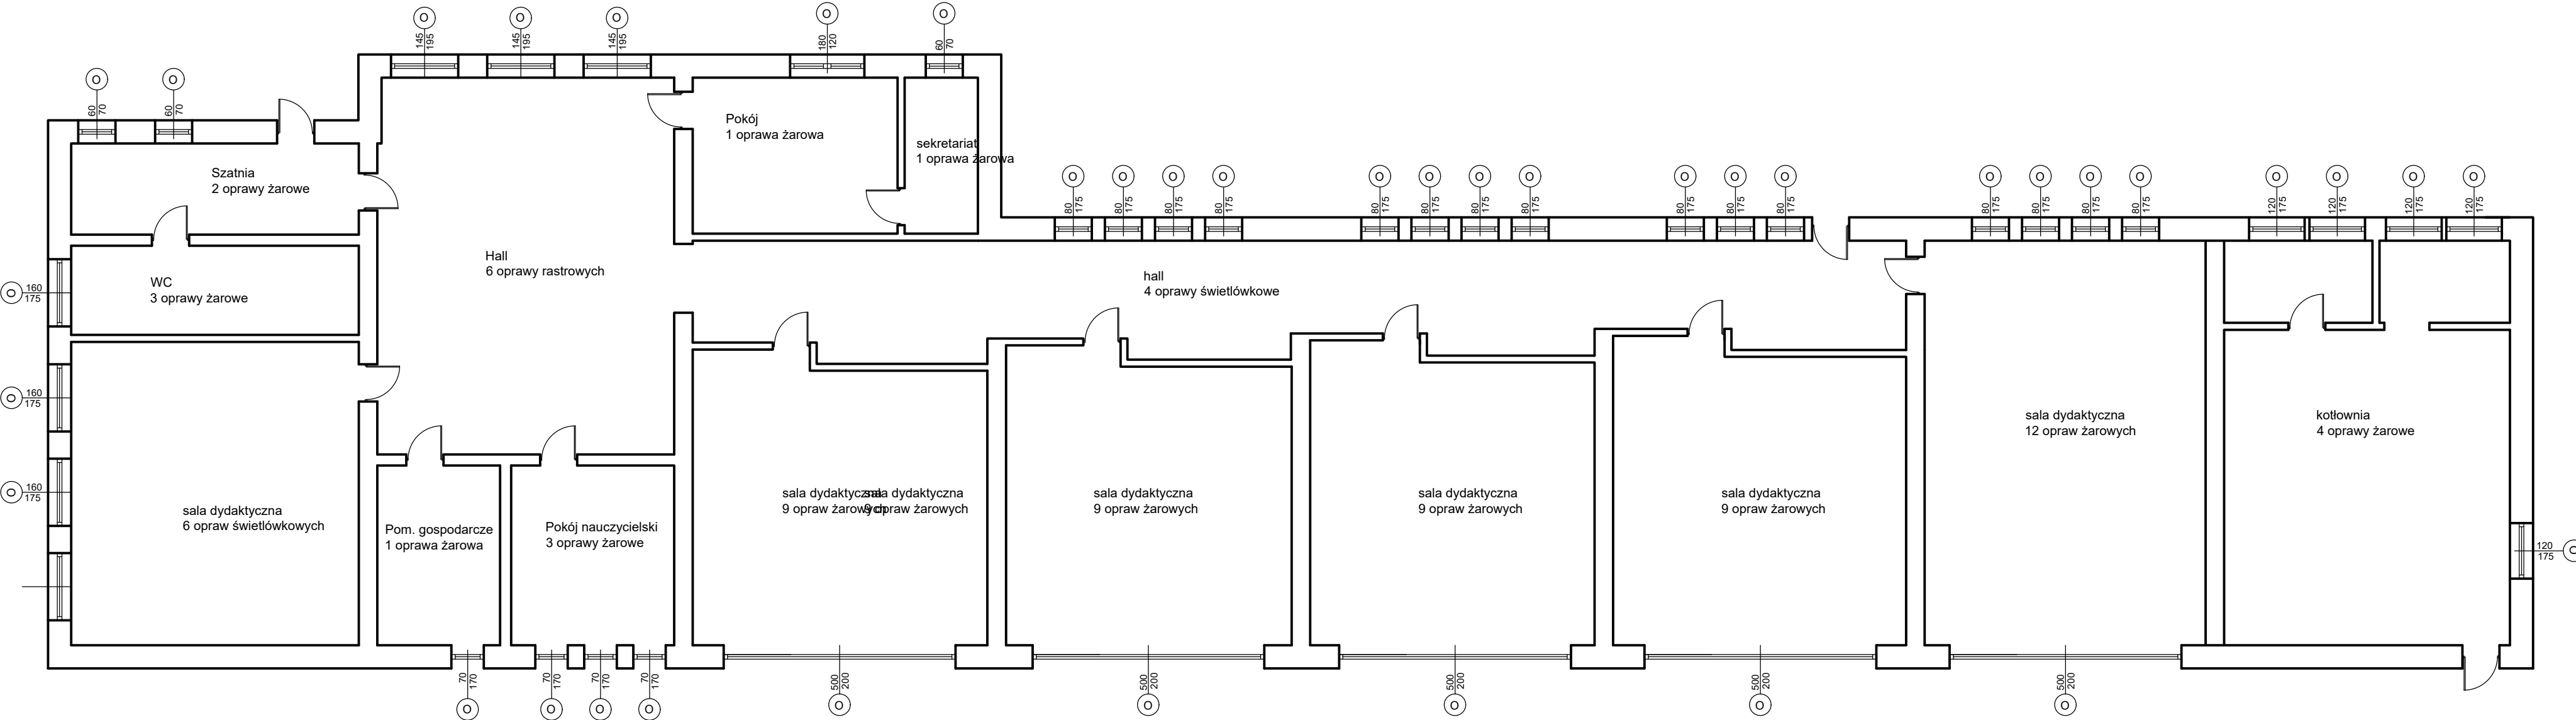 O O O O O
145 195 145 195 145 195 180 120 60 70
O O
60 70 60 70
Pokój
1 oprawa żarowa
sekretariat
1 oprawa żarowa
Szatnia
2 oprawy żarowe
O O O O O O O O O O O O O O O O O O O
80 175 80 175 80 175 80 175 80 175 80 175 80 175 80 175 80 175 80 175 80 175 80 175 80 175 80 175 80 175 120 175 120 175 120 175 120 175
Hall
6 oprawy rastrowych
hall
4 oprawy świetlówkowe
WC
3 oprawy żarowe
O 160
175
O 160
175
sala dydaktyczna
12 opraw żarowych
kotłownia
4 oprawy żarowe
O 160
175
sala dydaktyczna
9 opraw żarowych
sala dydaktyczna
9 opraw żarowych
sala dydaktyczna
9 opraw żarowych
sala dydaktyczna
9 opraw żarowych
sala dydaktyczna
9 opraw żarowych
sala dydaktyczna
6 opraw świetlówkowych
Pom. gospodarcze
1 oprawa żarowa
Pokój nauczycielski
3 oprawy żarowe
120 O
175
70 170 70 170 70 170 70 170 500 200 500 200 500 200 500 200 500 200
O O O O O O O O O